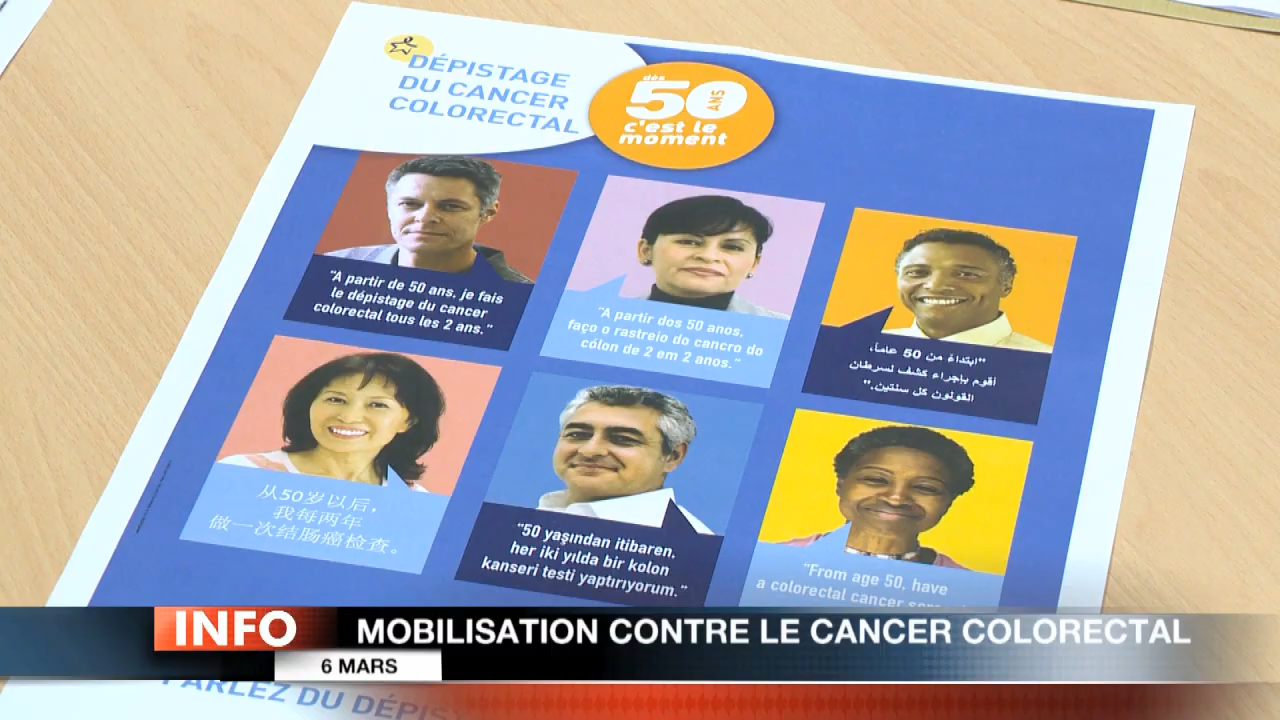 DÉPISTAGE
DU CANCER
COLORECTAL
dès
50 ANS
c'est le
moment
"A partir de 50 ans, je fais
le dépistage du cancer
colorectal tous les 2 ans."
"A partir dos 50 anos,
faço o rastreio do cancro do
cólon de 2 em 2 anos."
"ابتداءً من 50 عاماً،
أقوم بإجراء كشف لسرطان
القولون كل سنتين."
从50岁以后，
我每两年
做一次结肠癌检查。
"50 yaşından itibaren,
her iki yılda bir kolon
kanseri testi yaptırıyorum."
"From age 50, have
a colorectal cancer
INFO
MOBILISATION CONTRE LE CANCER COLORECTAL
6 MARS
PARLEZ DU DÉPIS